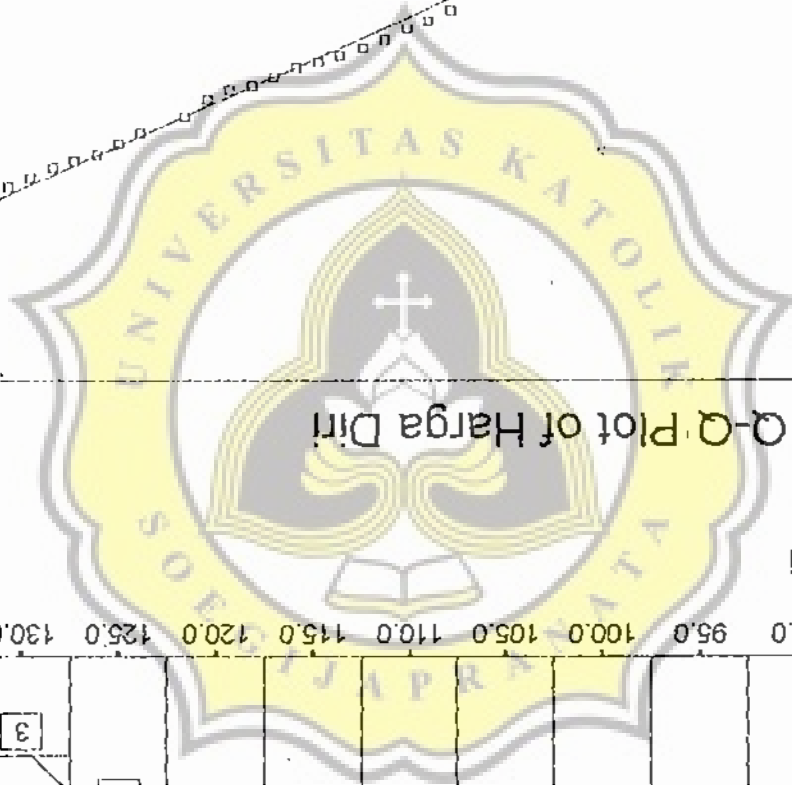 UNIVERSITAS KATOLIK
SOEGIJAPRANATA
3
95.0 100.0 105.0 110.0 115.0 120.0 125.0 130.0
Q-Q Plot of Harga Diri